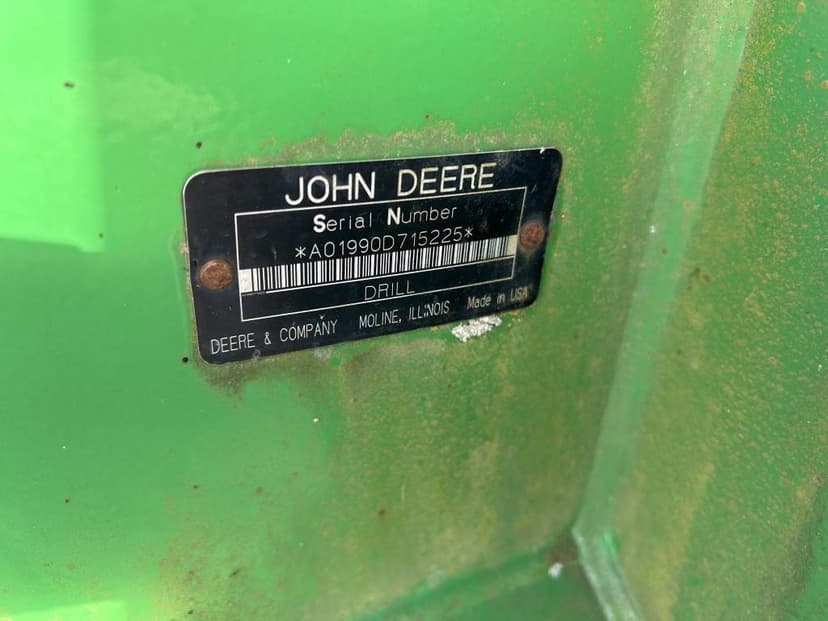 JOHN DEERE
Serial Number
*A01990D715225*
DRILL
DEERE & COMPANY MOLINE, ILLINOIS Made in USA